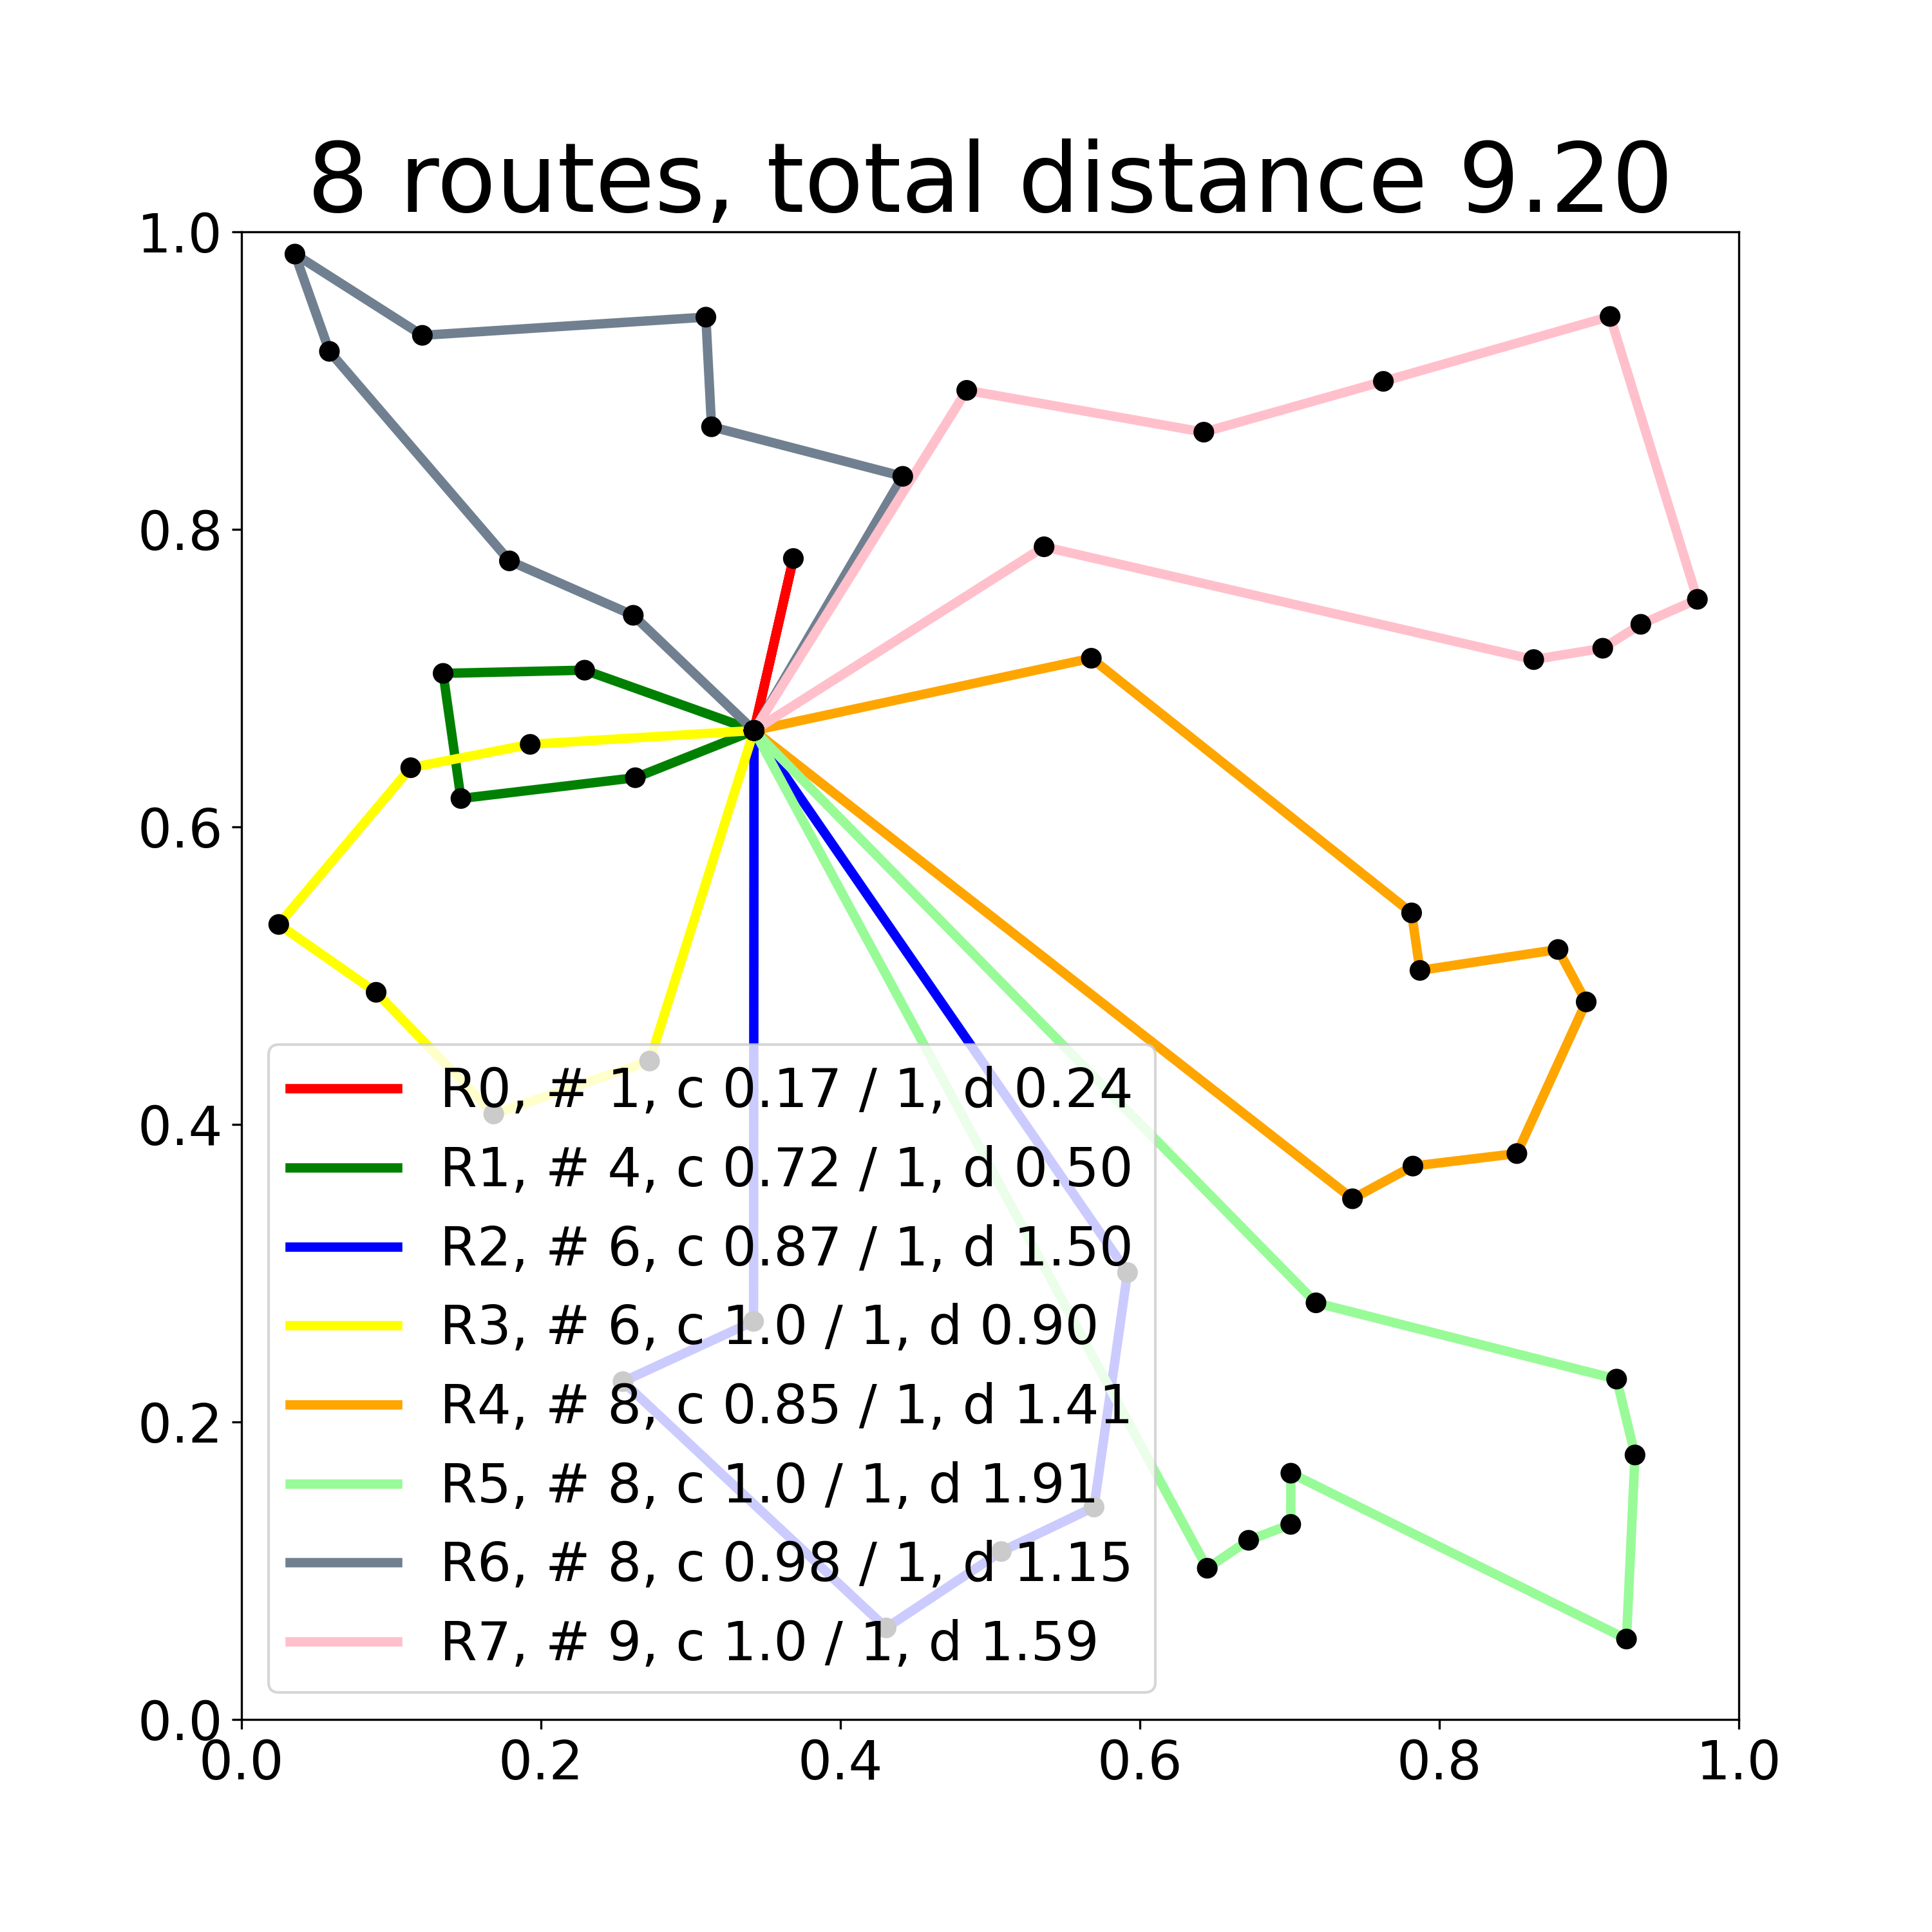 8 routes, total distance 9.20
1.0
0.8
0.6
0.4
0.2
0.0
R0, # 1, c 0.17 / 1, d 0.24
R1, # 4, c 0.72 / 1, d 0.50
R2, # 6, c 0.87 / 1, d 1.50
R3, # 6, c 1.0 / 1, d 0.90
R4, # 8, c 0.85 / 1, d 1.41
R5, # 8, c 1.0 / 1, d 1.91
R6, # 8, c 0.98 / 1, d 1.15
R7, # 9, c 1.0 / 1, d 1.59
0.0 0.2 0.4 0.6 0.8 1.0